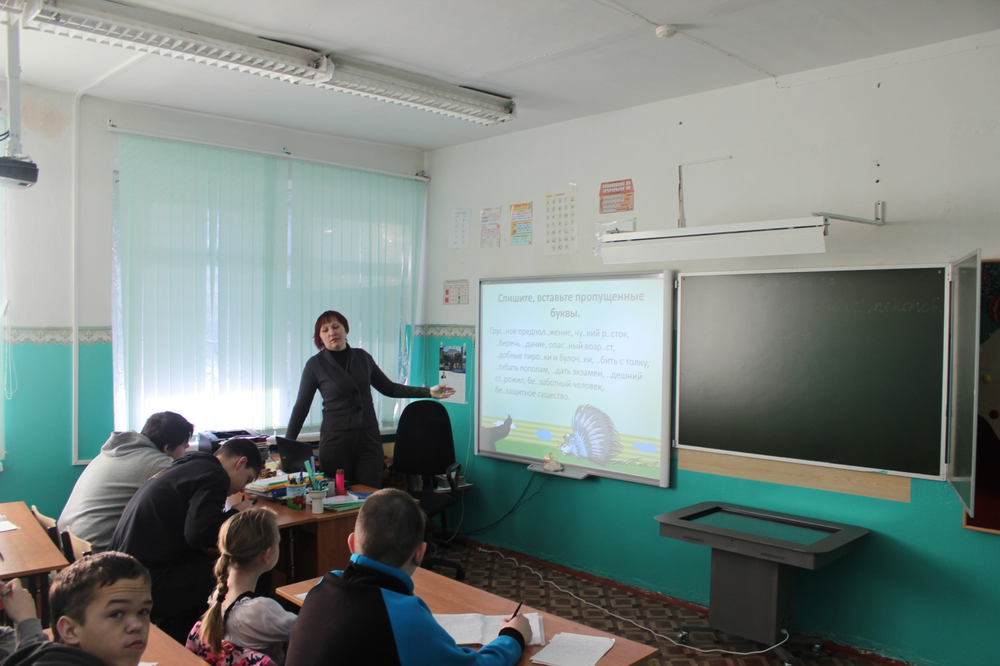 Спишите, вставьте пропущенные
буквы.
Грус..ное предпол..жение, чу..кий р..сток,
..беречь ..дание, опас..ный возр..ст,
..добные пиро..ки и булоч..ки, ..бить с толку,
..гибать пополам, ..дать экзамен, ..дешний
ст..рожил, бе..заботный человек,
бе..защитное существо.
текстов